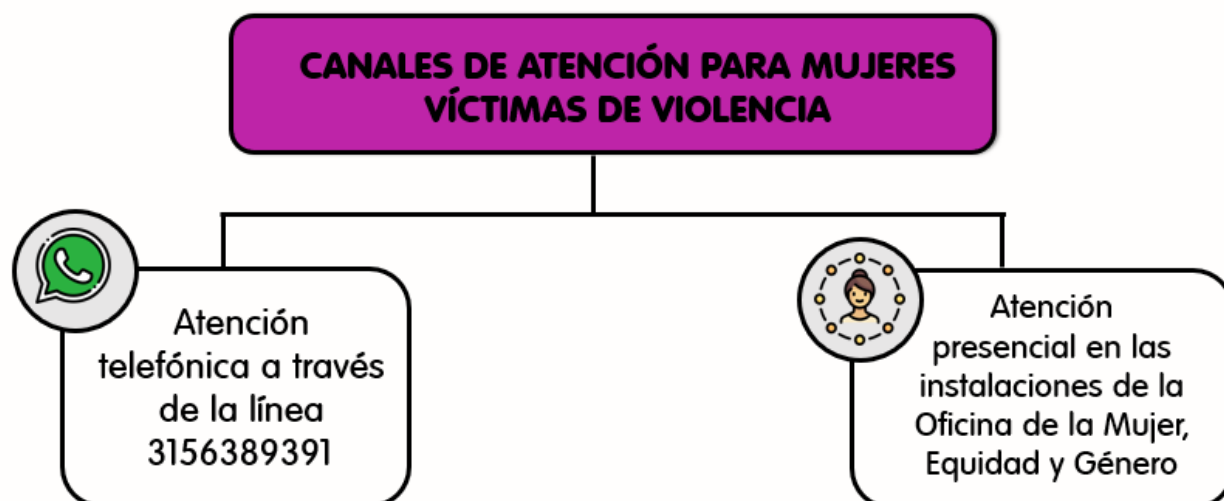 CANALES DE ATENCIÓN PARA MUJERES
VÍCTIMAS DE VIOLENCIA
Atención
telefónica a través
de la línea
3156389391
Atención
presencial en las
instalaciones de la
Oficina de la Mujer,
Equidad y Género